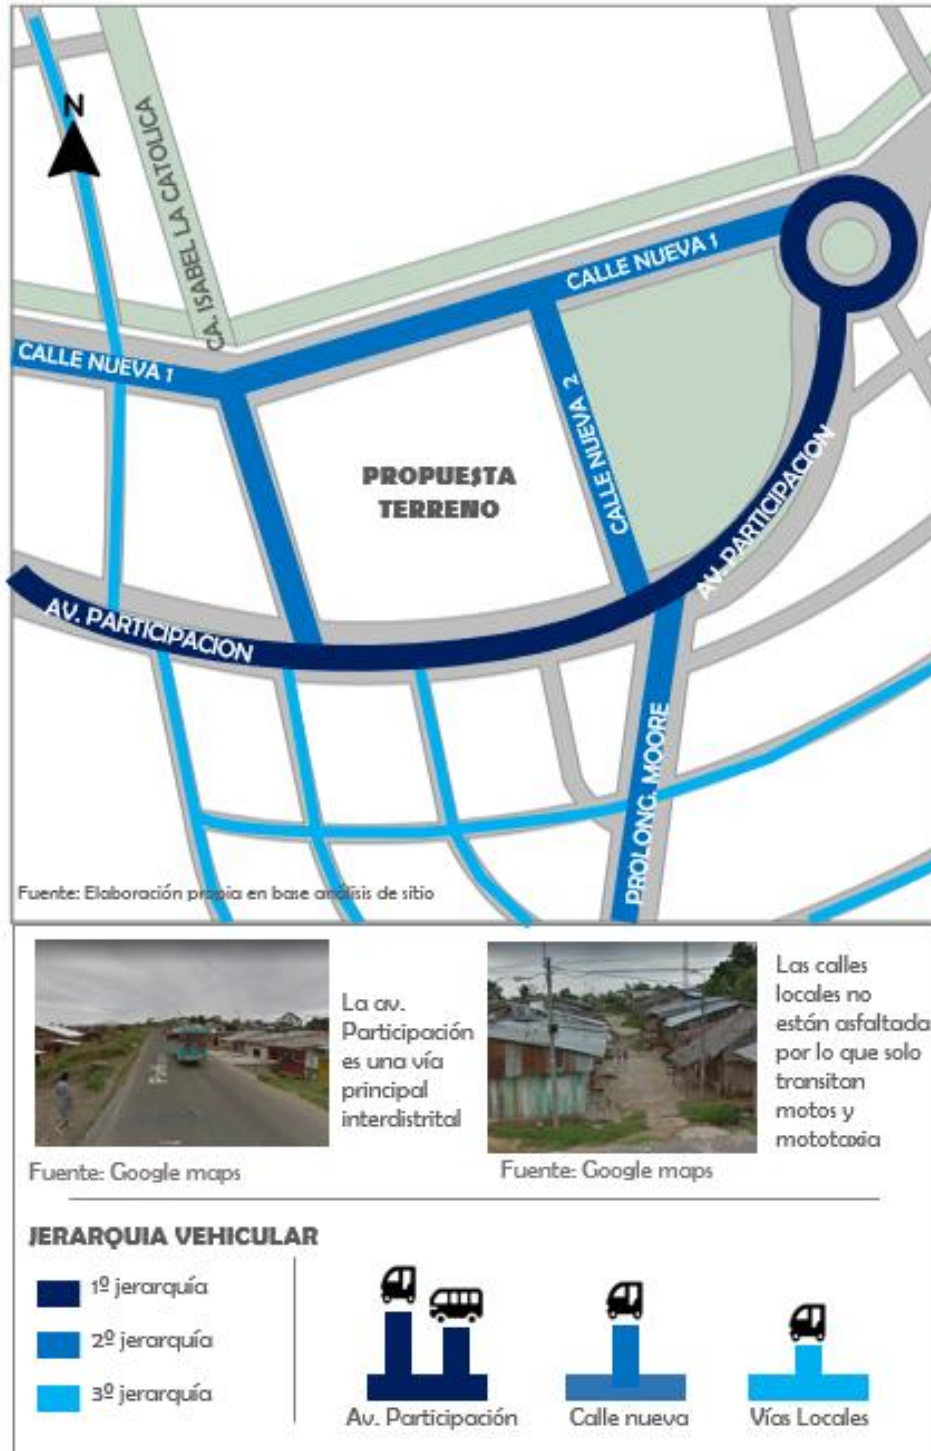 N
CA. ISABEL LA CATOLICA
CALLE NUEVA 1
CALLE NUEVA 1
CALLE NUEVA 2
PROPUESTA
TERRENO
AV. PARTICIPACION
AV. PARTICIPACION
PROLONG. MOORE
Fuente: Elaboración propia en base análisis de sitio
La av.
Participación
es una vía
principal
interdistrital
Fuente: Google maps
Las calles
locales no
están asfaltada
por lo que solo
transitan
motos y
mototaxia
Fuente: Google maps
JERARQUIA VEHICULAR
1º jerarquía
2º jerarquía
3º jerarquía
Av. Participación
Calle nueva
Vías Locales